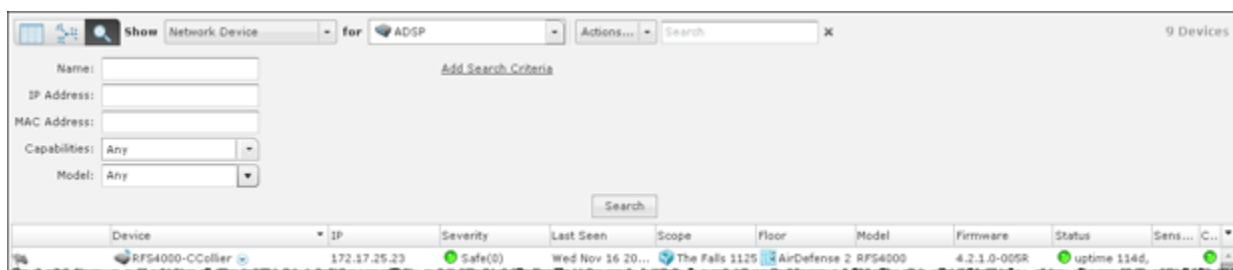 Show Network Device for ADSP Actions... Search 9 Devices
Name: Add Search Criteria
IP Address:
MAC Address:
Capabilities: Any
Model: Any
Search
Device IP Severity Last Seen Scope Floor Model Firmware Status Sens... C...
RFS4000-CCollier 172.17.25.23 Safe(0) Wed Nov 16 20... The Falls 1125 AirDefense 2 RFS4000 4.2.1.0-005R uptime 114d,